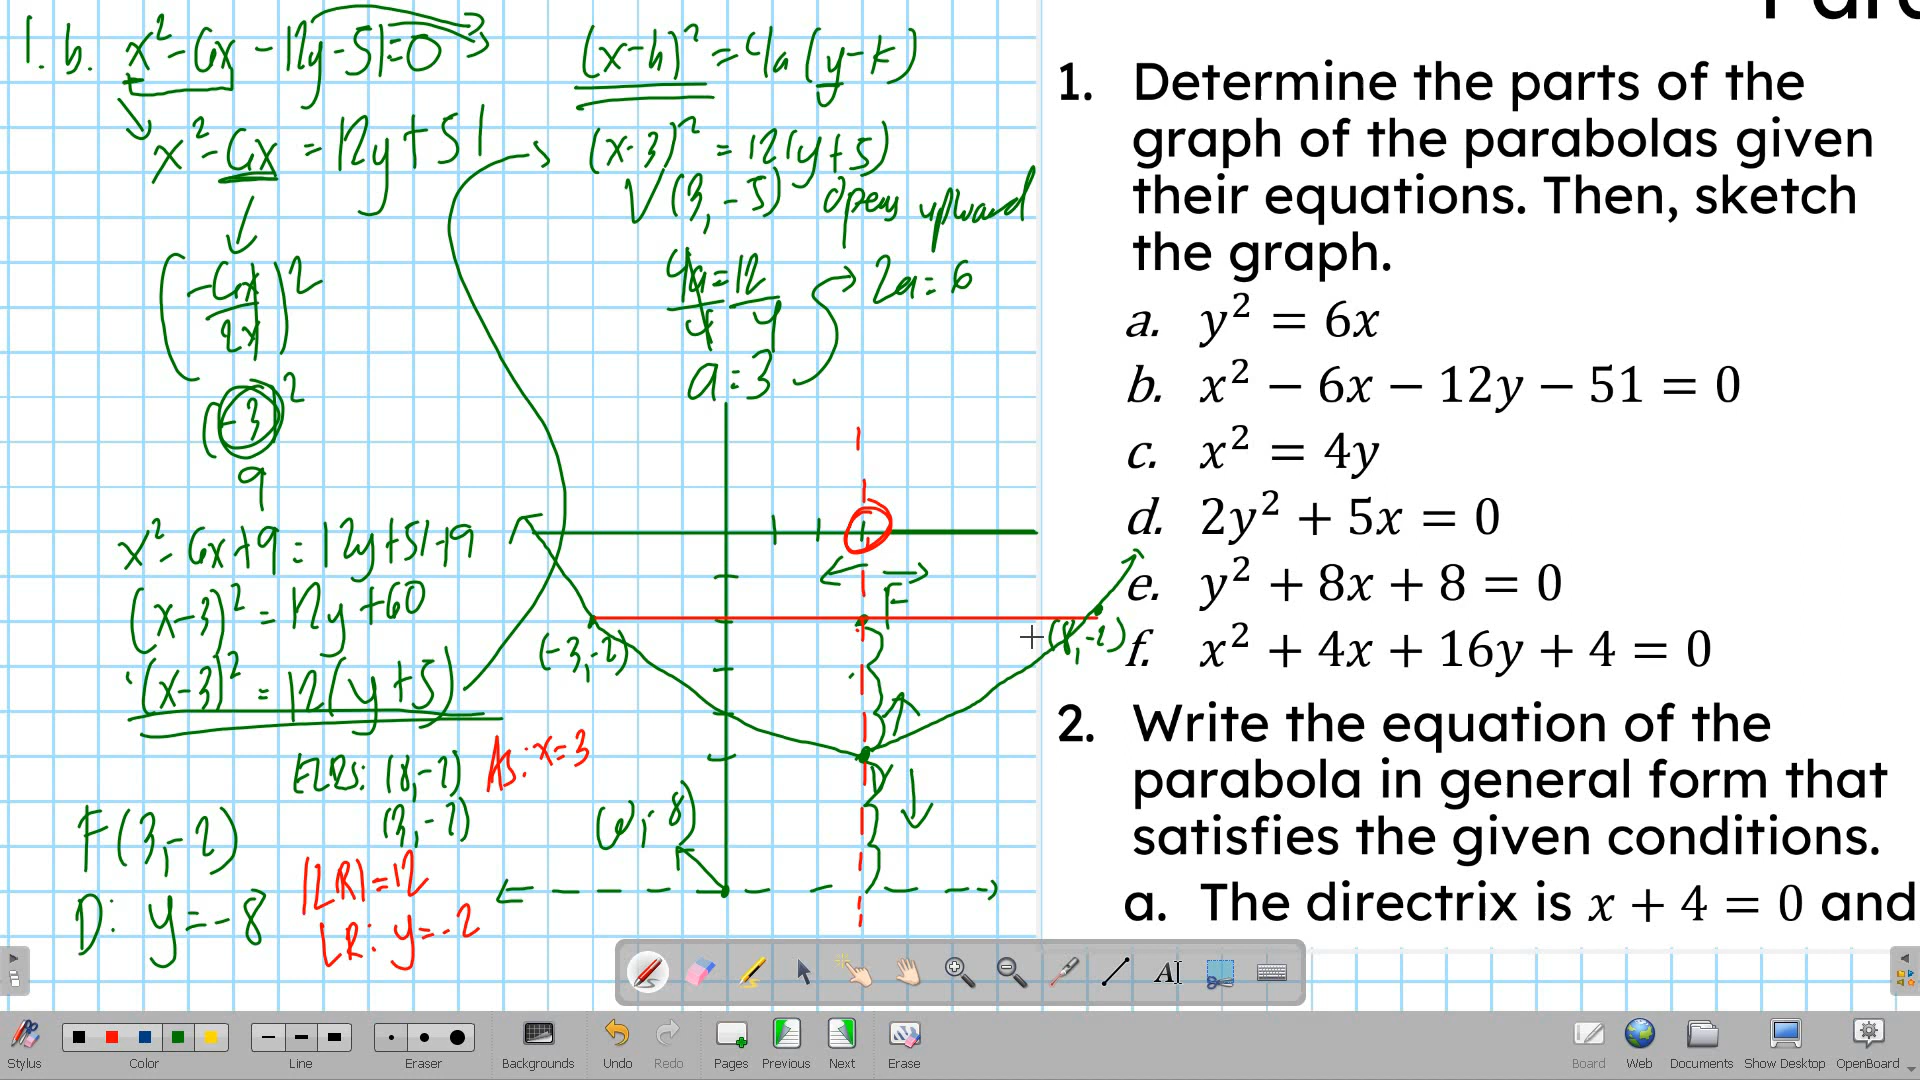 1. b. x² - 6x - 12y - 51 = 0
x² - 6x = 12y + 51
(-6x/2x)²
(-3)²
9
x² - 6x + 9 = 12y + 51 + 9
(x-3)² = 12y + 60
(x-3)² = 12(y+5)
(x-h)² = 4a(y-k)
(x-3)² = 12(y+5)
V(3,-5) opens upward
4a = 12
4 4
2a = 6
a = 3
F
(-3,-2)
(8,-2)
V
(0,-8)
ELRs: (8,-2)
(3,-2)
AS: x=3
F(3,-2)
D: y=-8
|LR|=12
LR: y=-2
1. Determine the parts of the
graph of the parabolas given
their equations. Then, sketch
the graph.
a. y² = 6x
b. x² − 6x − 12y − 51 = 0
c. x² = 4y
d. 2y² + 5x = 0
e. y² + 8x + 8 = 0
f. x² + 4x + 16y + 4 = 0
2. Write the equation of the
parabola in general form that
satisfies the given conditions.
a. The directrix is x + 4 = 0 and
Stylus
Color
Line
Eraser
Backgrounds
Undo
Redo
Pages
Previous
Next
Erase
Board
Web
Documents
Show Desktop
OpenBoard